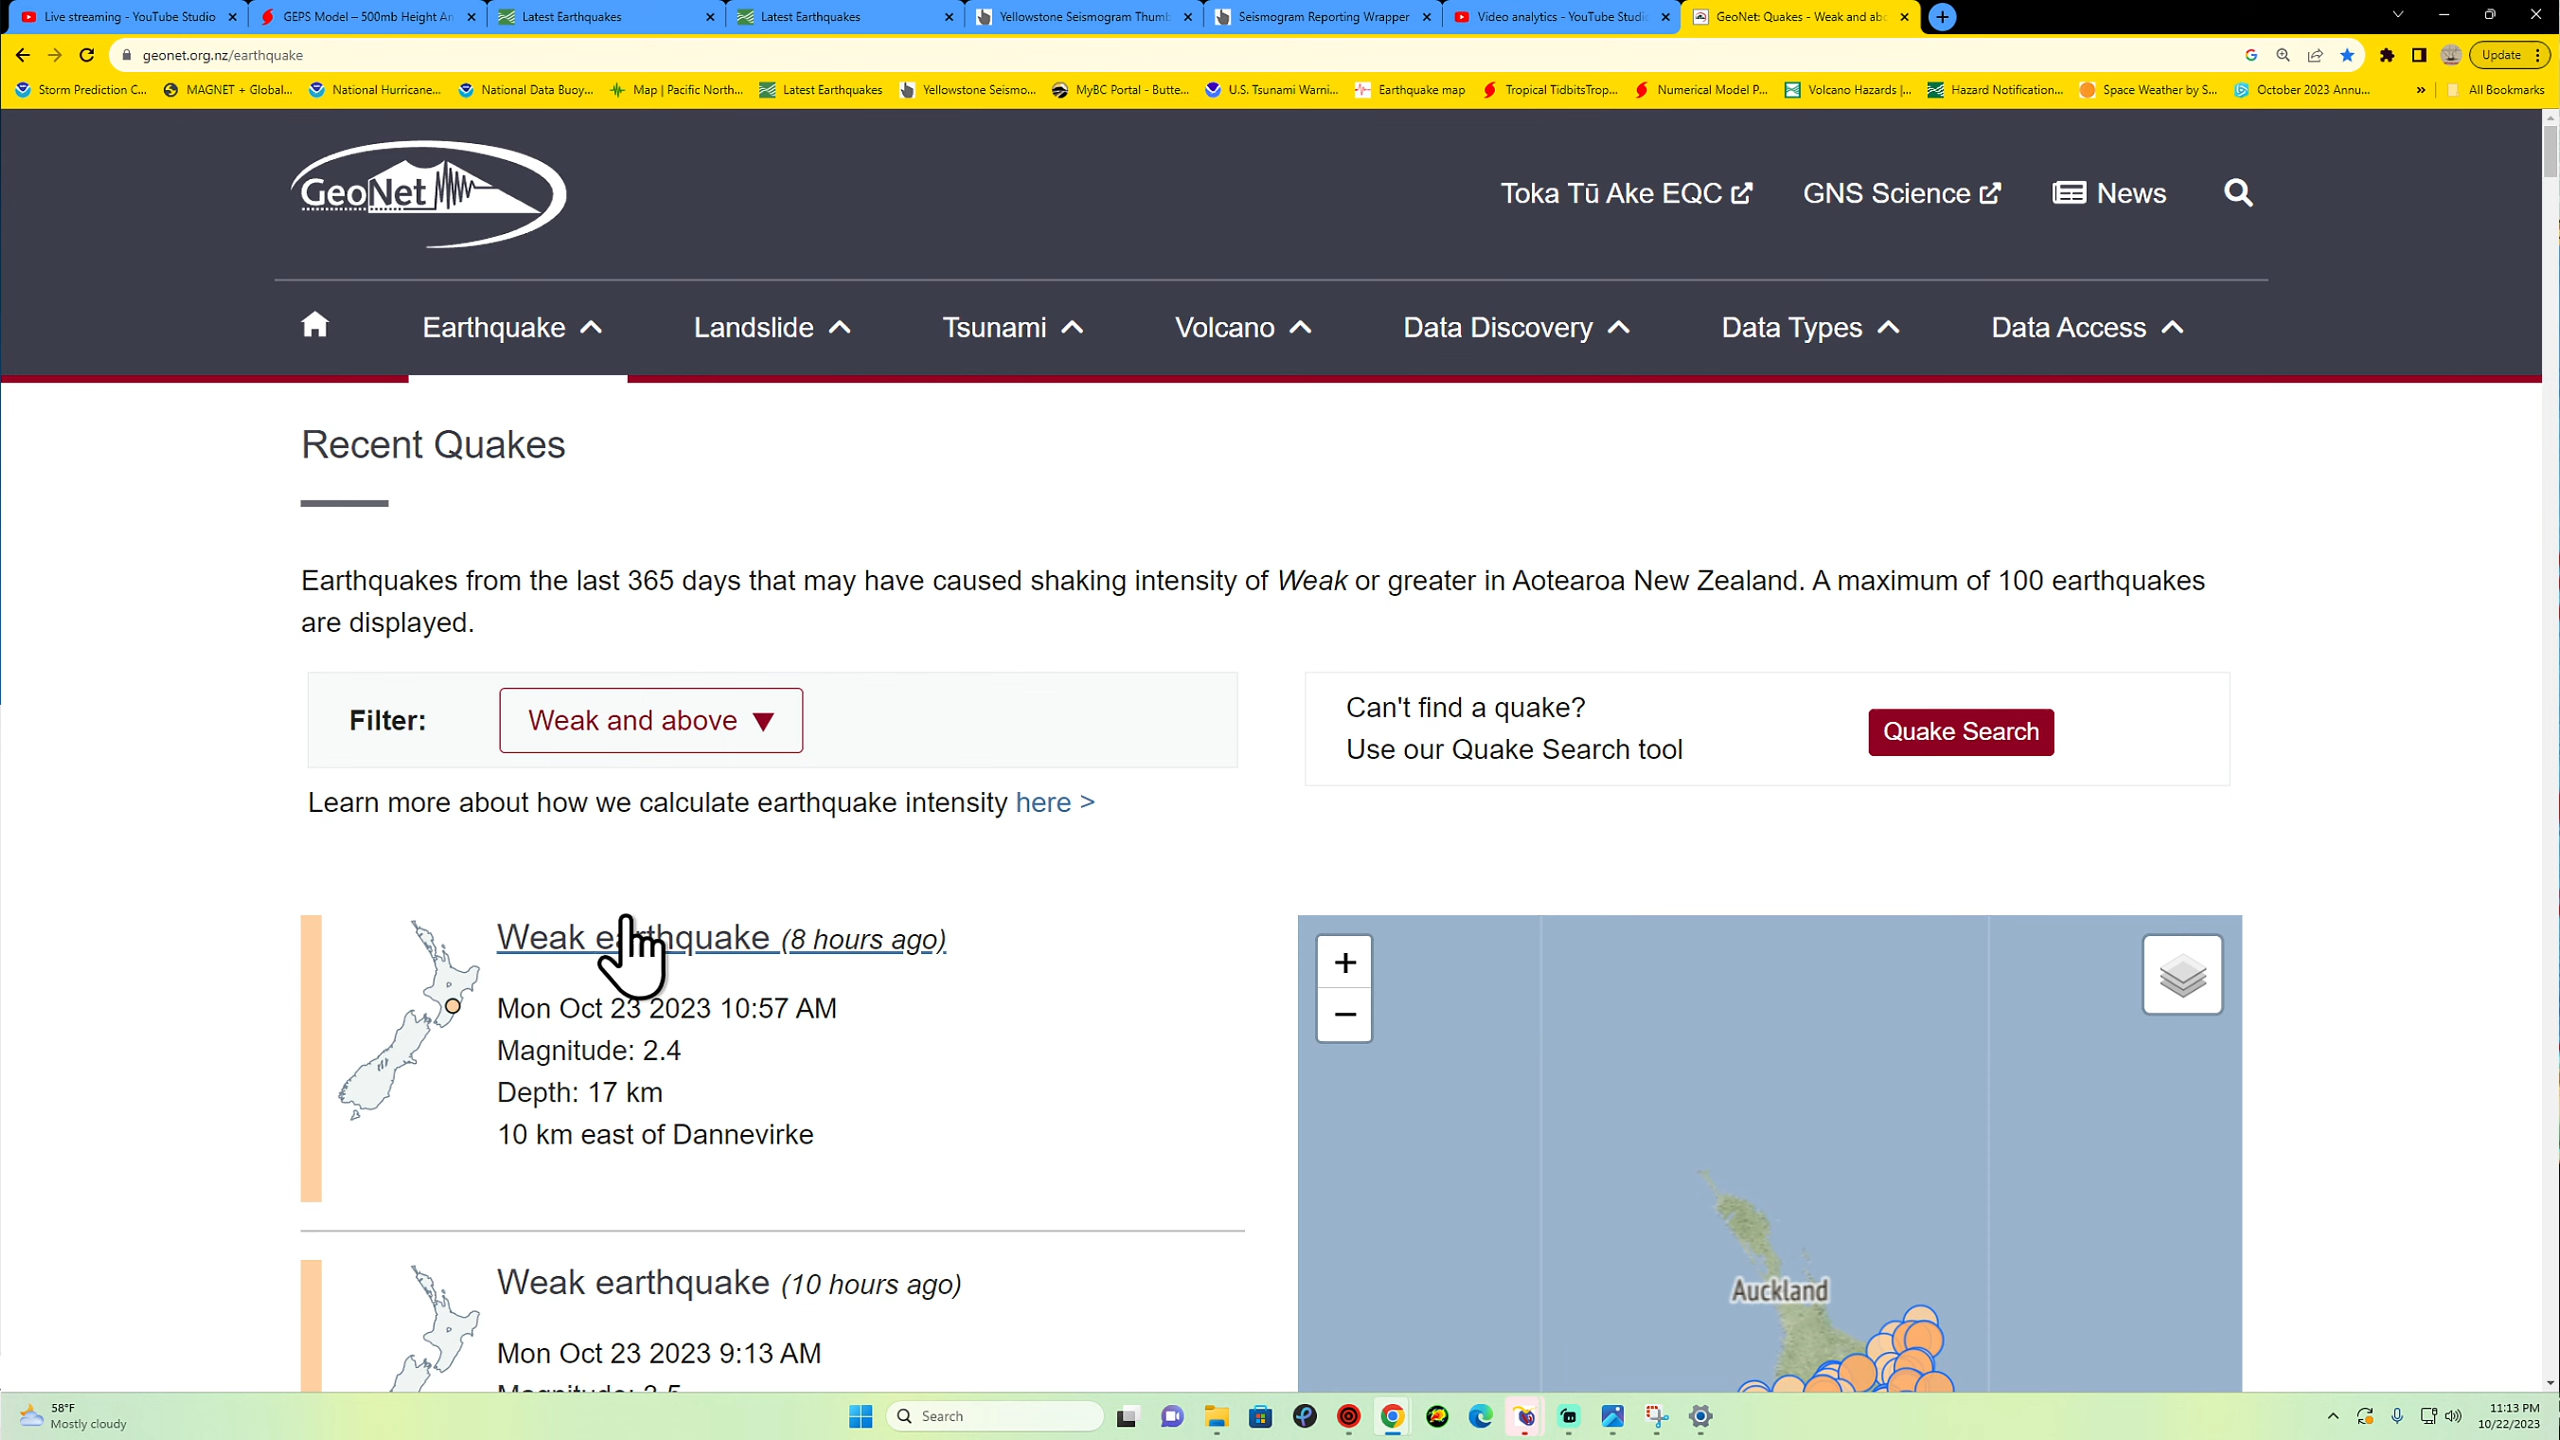 Live streaming - YouTube Studio
GEPS Model – 500mb Height An
Latest Earthquakes
Latest Earthquakes
Yellowstone Seismogram Thumb
Seismogram Reporting Wrapper
Video analytics - YouTube Studio
GeoNet: Quakes - Weak and abo
geonet.org.nz/earthquake
Update
Storm Prediction C...
MAGNET + Global...
National Hurricane...
National Data Buoy...
Map | Pacific North...
Latest Earthquakes
Yellowstone Seismo...
MyBC Portal - Butte...
U.S. Tsunami Warni...
Earthquake map
Tropical TidbitsTrop...
Numerical Model P...
Volcano Hazards |...
Hazard Notification...
Space Weather by S...
October 2023 Annu...
»
All Bookmarks
GeoNet
Toka Tū Ake EQC
GNS Science
News
Earthquake
Landslide
Tsunami
Volcano
Data Discovery
Data Types
Data Access
Recent Quakes
Earthquakes from the last 365 days that may have caused shaking intensity of Weak or greater in Aotearoa New Zealand. A maximum of 100 earthquakes
are displayed.
Filter:
Weak and above ▼
Can't find a quake?
Use our Quake Search tool
Quake Search
Learn more about how we calculate earthquake intensity here >
Weak earthquake (8 hours ago)
Mon Oct 23 2023 10:57 AM
Magnitude: 2.4
Depth: 17 km
10 km east of Dannevirke
Weak earthquake (10 hours ago)
Mon Oct 23 2023 9:13 AM
+
−
Auckland
58°F
Mostly cloudy
Search
11:13 PM
10/22/2023